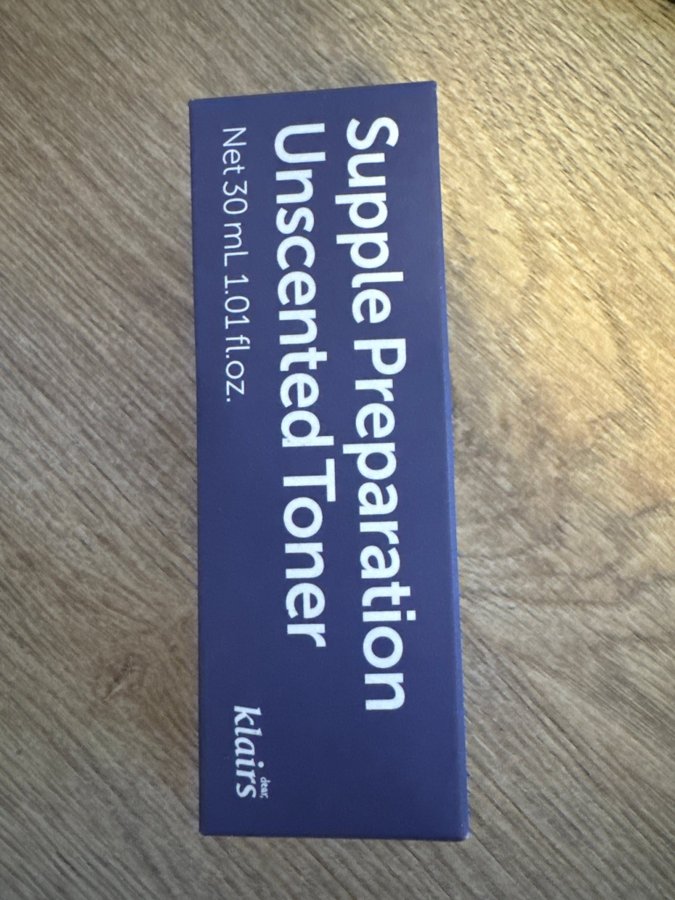 Supple Preparation
Unscented Toner
Net 30 mL 1.01 fl.oz.
dear,
klairs